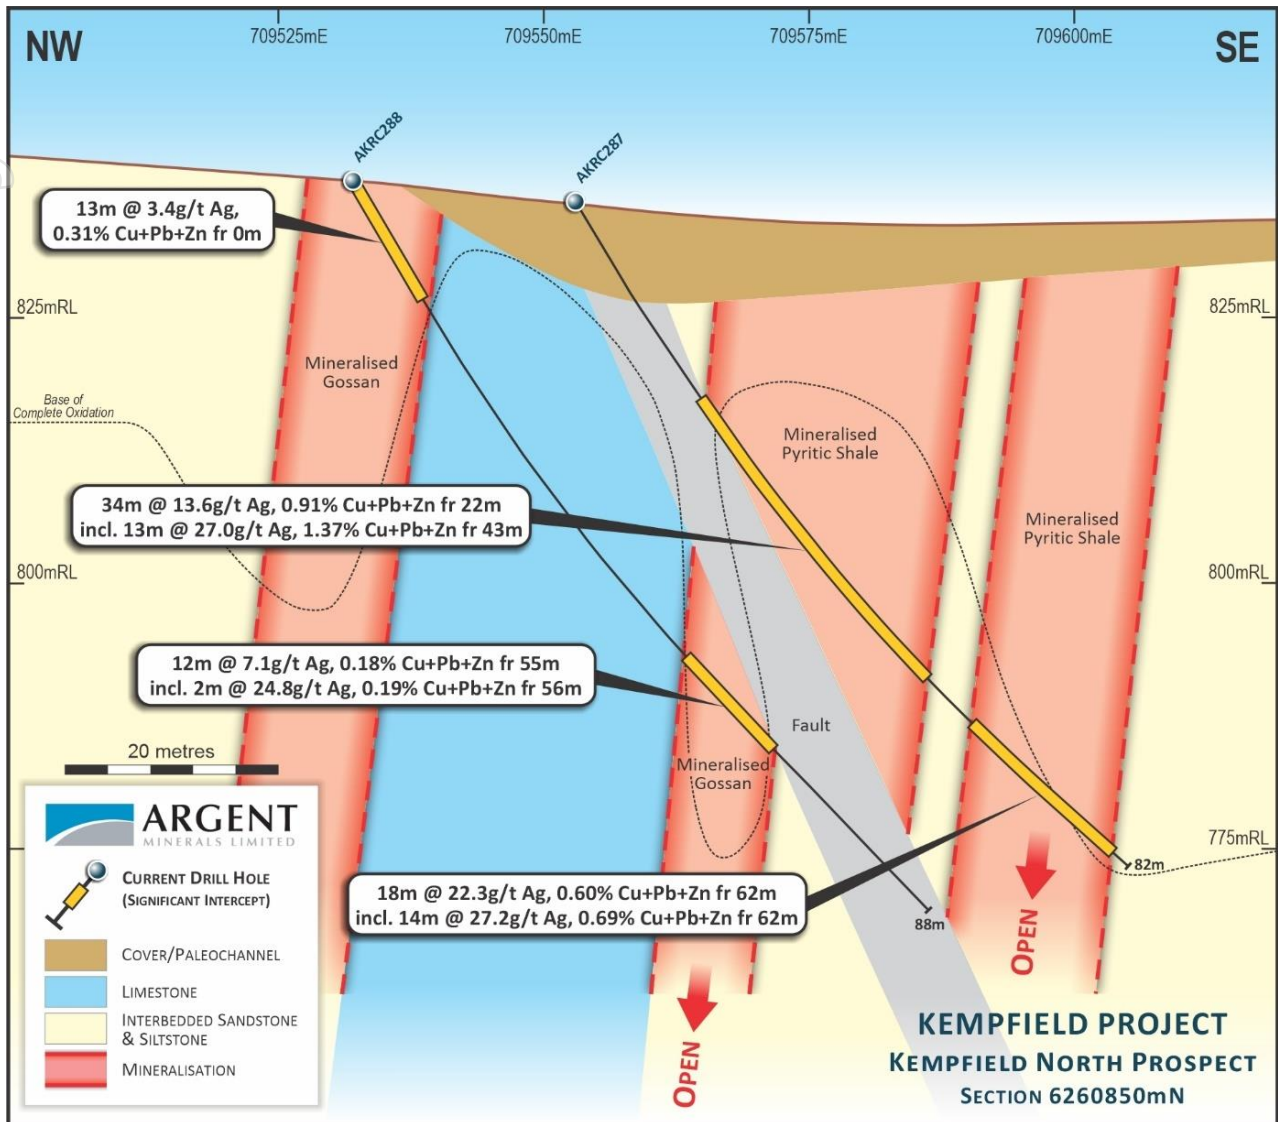 NW
709525mE
709550mE
709575mE
709600mE
SE
AKRC288
AKRC287
13m @ 3.4g/t Ag,
0.31% Cu+Pb+Zn fr 0m
825mRL
825mRL
Mineralised
Gossan
Base of
Complete Oxidation
Mineralised
Pyritic Shale
34m @ 13.6g/t Ag, 0.91% Cu+Pb+Zn fr 22m
incl. 13m @ 27.0g/t Ag, 1.37% Cu+Pb+Zn fr 43m
Mineralised
Pyritic Shale
800mRL
800mRL
12m @ 7.1g/t Ag, 0.18% Cu+Pb+Zn fr 55m
incl. 2m @ 24.8g/t Ag, 0.19% Cu+Pb+Zn fr 56m
Fault
20 metres
Mineralised
Gossan
ARGENT
MINERALS LIMITED
775mRL
82m
CURRENT DRILL HOLE
(SIGNIFICANT INTERCEPT)
18m @ 22.3g/t Ag, 0.60% Cu+Pb+Zn fr 62m
incl. 14m @ 27.2g/t Ag, 0.69% Cu+Pb+Zn fr 62m
88m
OPEN
COVER/PALEOCHANNEL
LIMESTONE
INTERBEDDED SANDSTONE
& SILTSTONE
MINERALISATION
OPEN
KEMPFIELD PROJECT
KEMPFIELD NORTH PROSPECT
SECTION 6260850mN